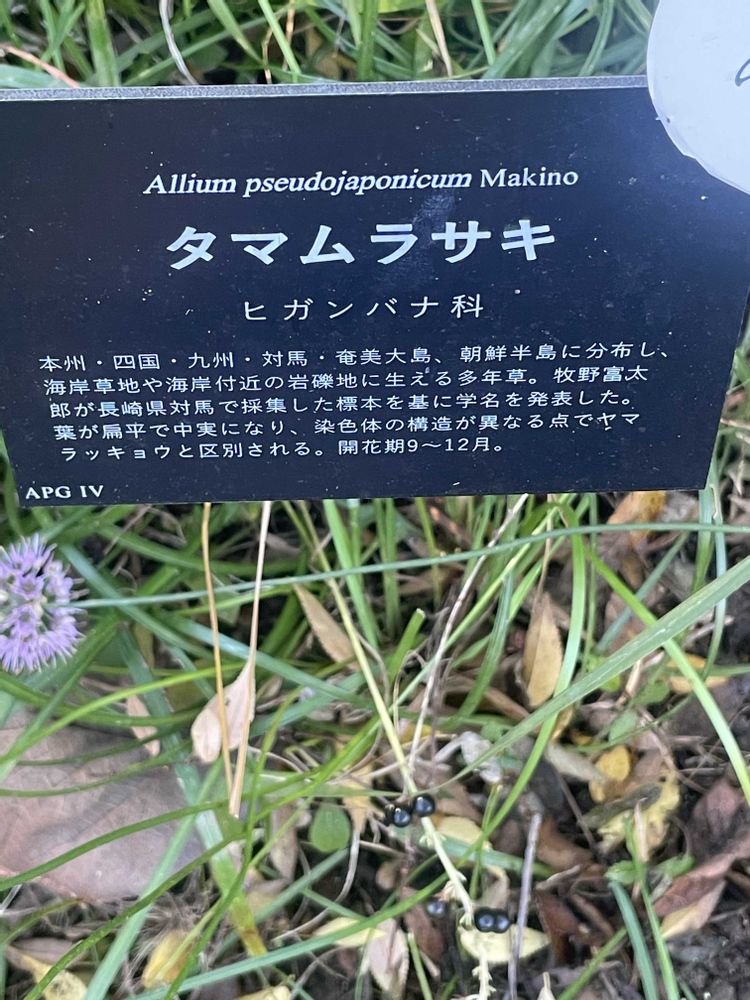 Allium pseudojaponicum Makino
タマムラサキ
ヒガンバナ科
本州・四国・九州・対馬・奄美大島、朝鮮半島に分布し、
海岸草地や海岸付近の岩礫地に生える多年草。牧野富太
郎が長崎県対馬で採集した標本を基に学名を発表した。
葉が扁平で中実になり、染色体の構造が異なる点でヤマ
ラッキョウと区別される。開花期9～12月。
APG IV